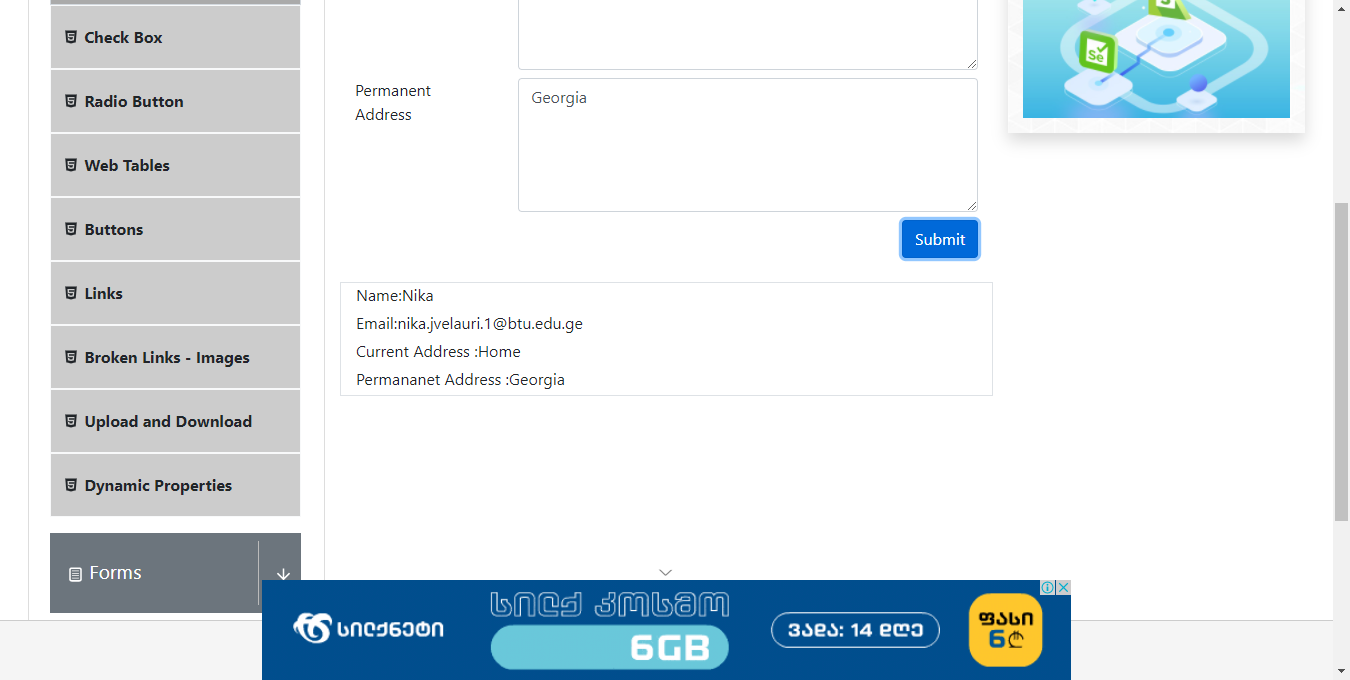 Check Box
Radio Button
Web Tables
Buttons
Links
Broken Links - Images
Upload and Download
Dynamic Properties
Forms
Permanent
Address
Georgia
Submit
Name:Nika
Email:nika.jvelauri.1@btu.edu.ge
Current Address :Home
Permananet Address :Georgia
Se
სილქნეტი
სილქ კოსმო
6GB
ვადა: 14 დღე
ფასი
6₾